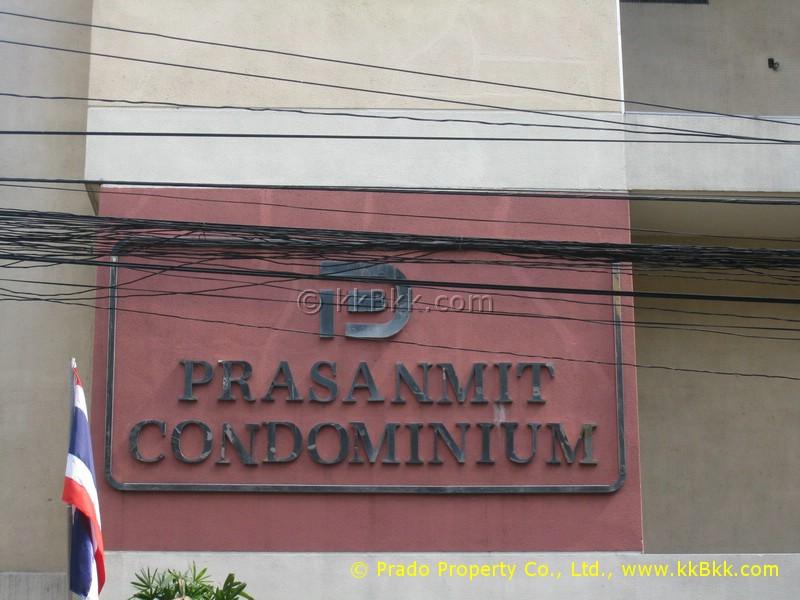 © kkBkk.com
PRASANMIT
CONDOMINIUM
© Prado Property Co., Ltd., www.kkBkk.com